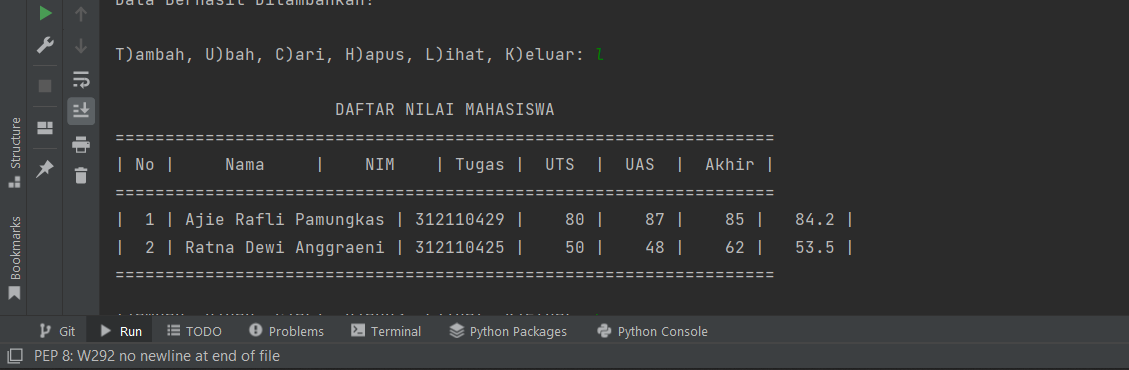 Data Berhasil Ditambahkan!
T)ambah, U)bah, C)ari, H)apus, L)ihat, K)eluar: l
DAFTAR NILAI MAHASISWA
==================================================================
| No |     Nama     |    NIM    | Tugas |  UTS  |  UAS  |  Akhir |
==================================================================
|  1 | Ajie Rafli Pamungkas | 312110429 |    80 |    87 |    85 |   84.2 |
|  2 | Ratna Dewi Anggraeni | 312110425 |    50 |    48 |    62 |   53.5 |
==================================================================
Structure
Bookmarks
Git Run TODO Problems Terminal Python Packages Python Console
PEP 8: W292 no newline at end of file